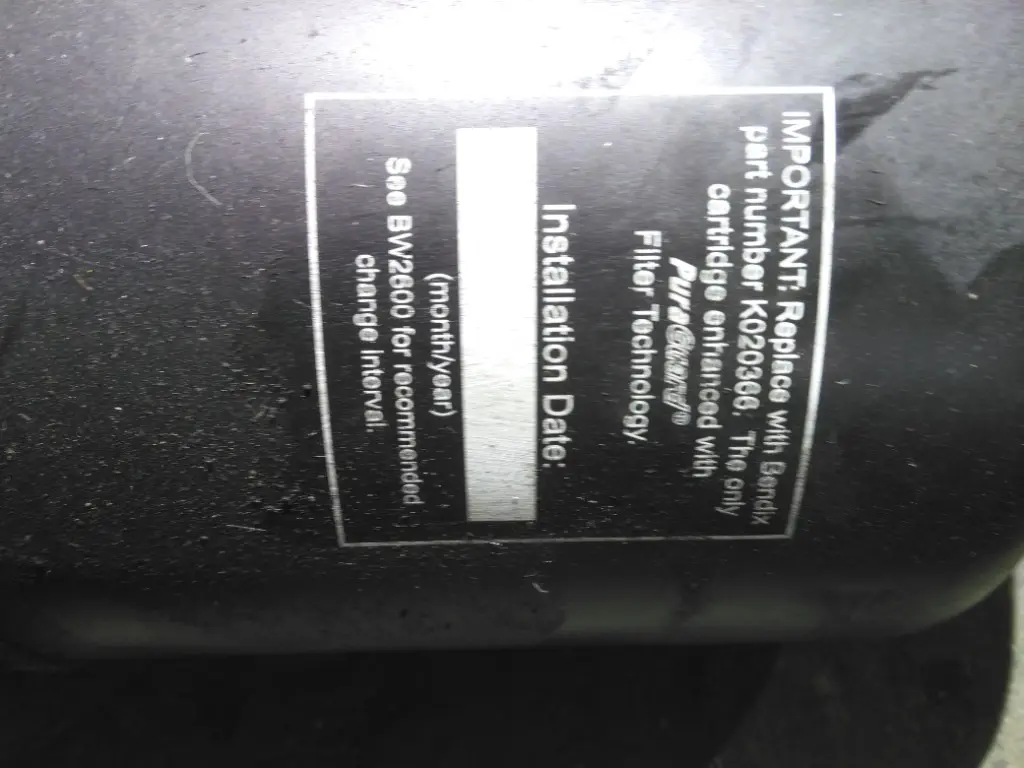 IMPORTANT: Replace with Bendix
part number K020366. The only
cartridge enhanced with
PuraGuard®
Filter Technology.
Installation Date:
(month/year)
See BW2600 for recommended
change interval.